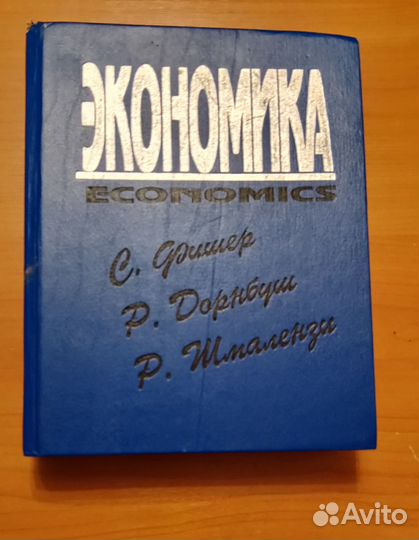 ЭКОНОМИКА
ECONOMICS
С. Фишер
Р. Дорнбуш
Р. Шмалензи
Avito